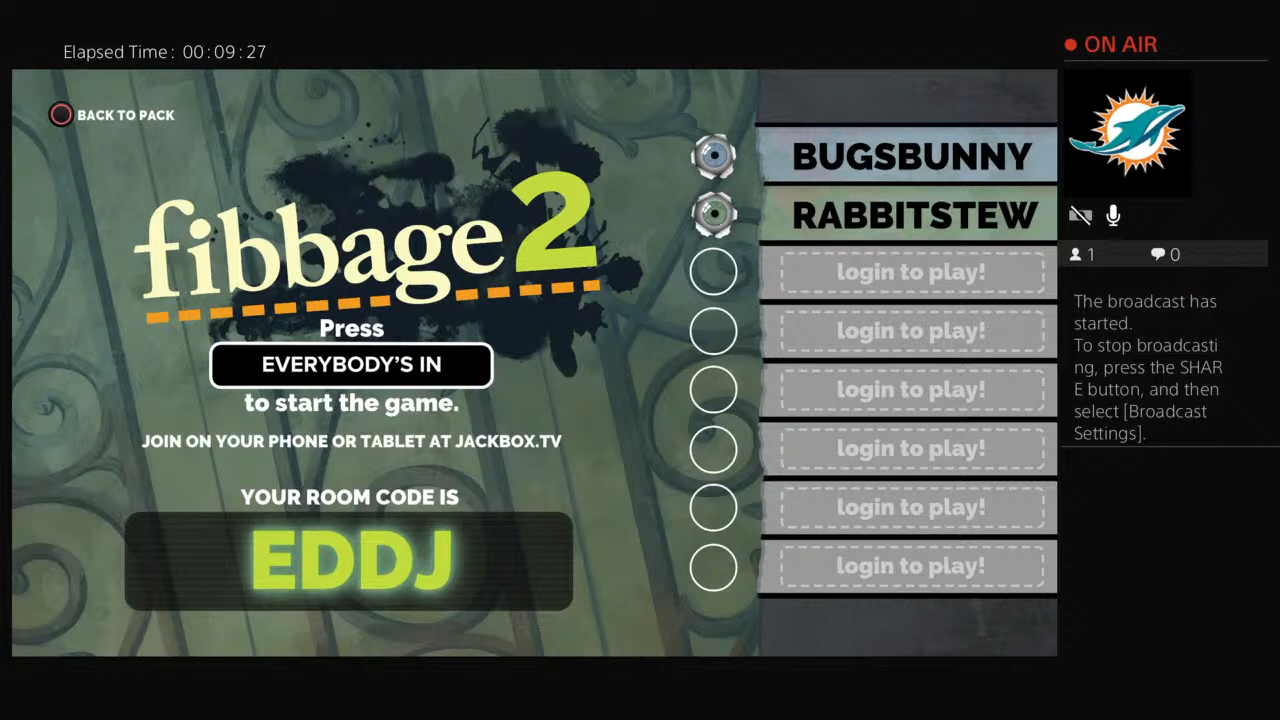 Elapsed Time: 00:09:27
ON AIR
BACK TO PACK
fibbage 2
Press
EVERYBODY'S IN
to start the game.
JOIN ON YOUR PHONE OR TABLET AT JACKBOX.TV
YOUR ROOM CODE IS
EDDJ
BUGSBUNNY
RABBITSTEW
login to play!
login to play!
login to play!
login to play!
login to play!
login to play!
1 0
The broadcast has
started.
To stop broadcasti
ng, press the SHAR
E button, and then
select [Broadcast
Settings].